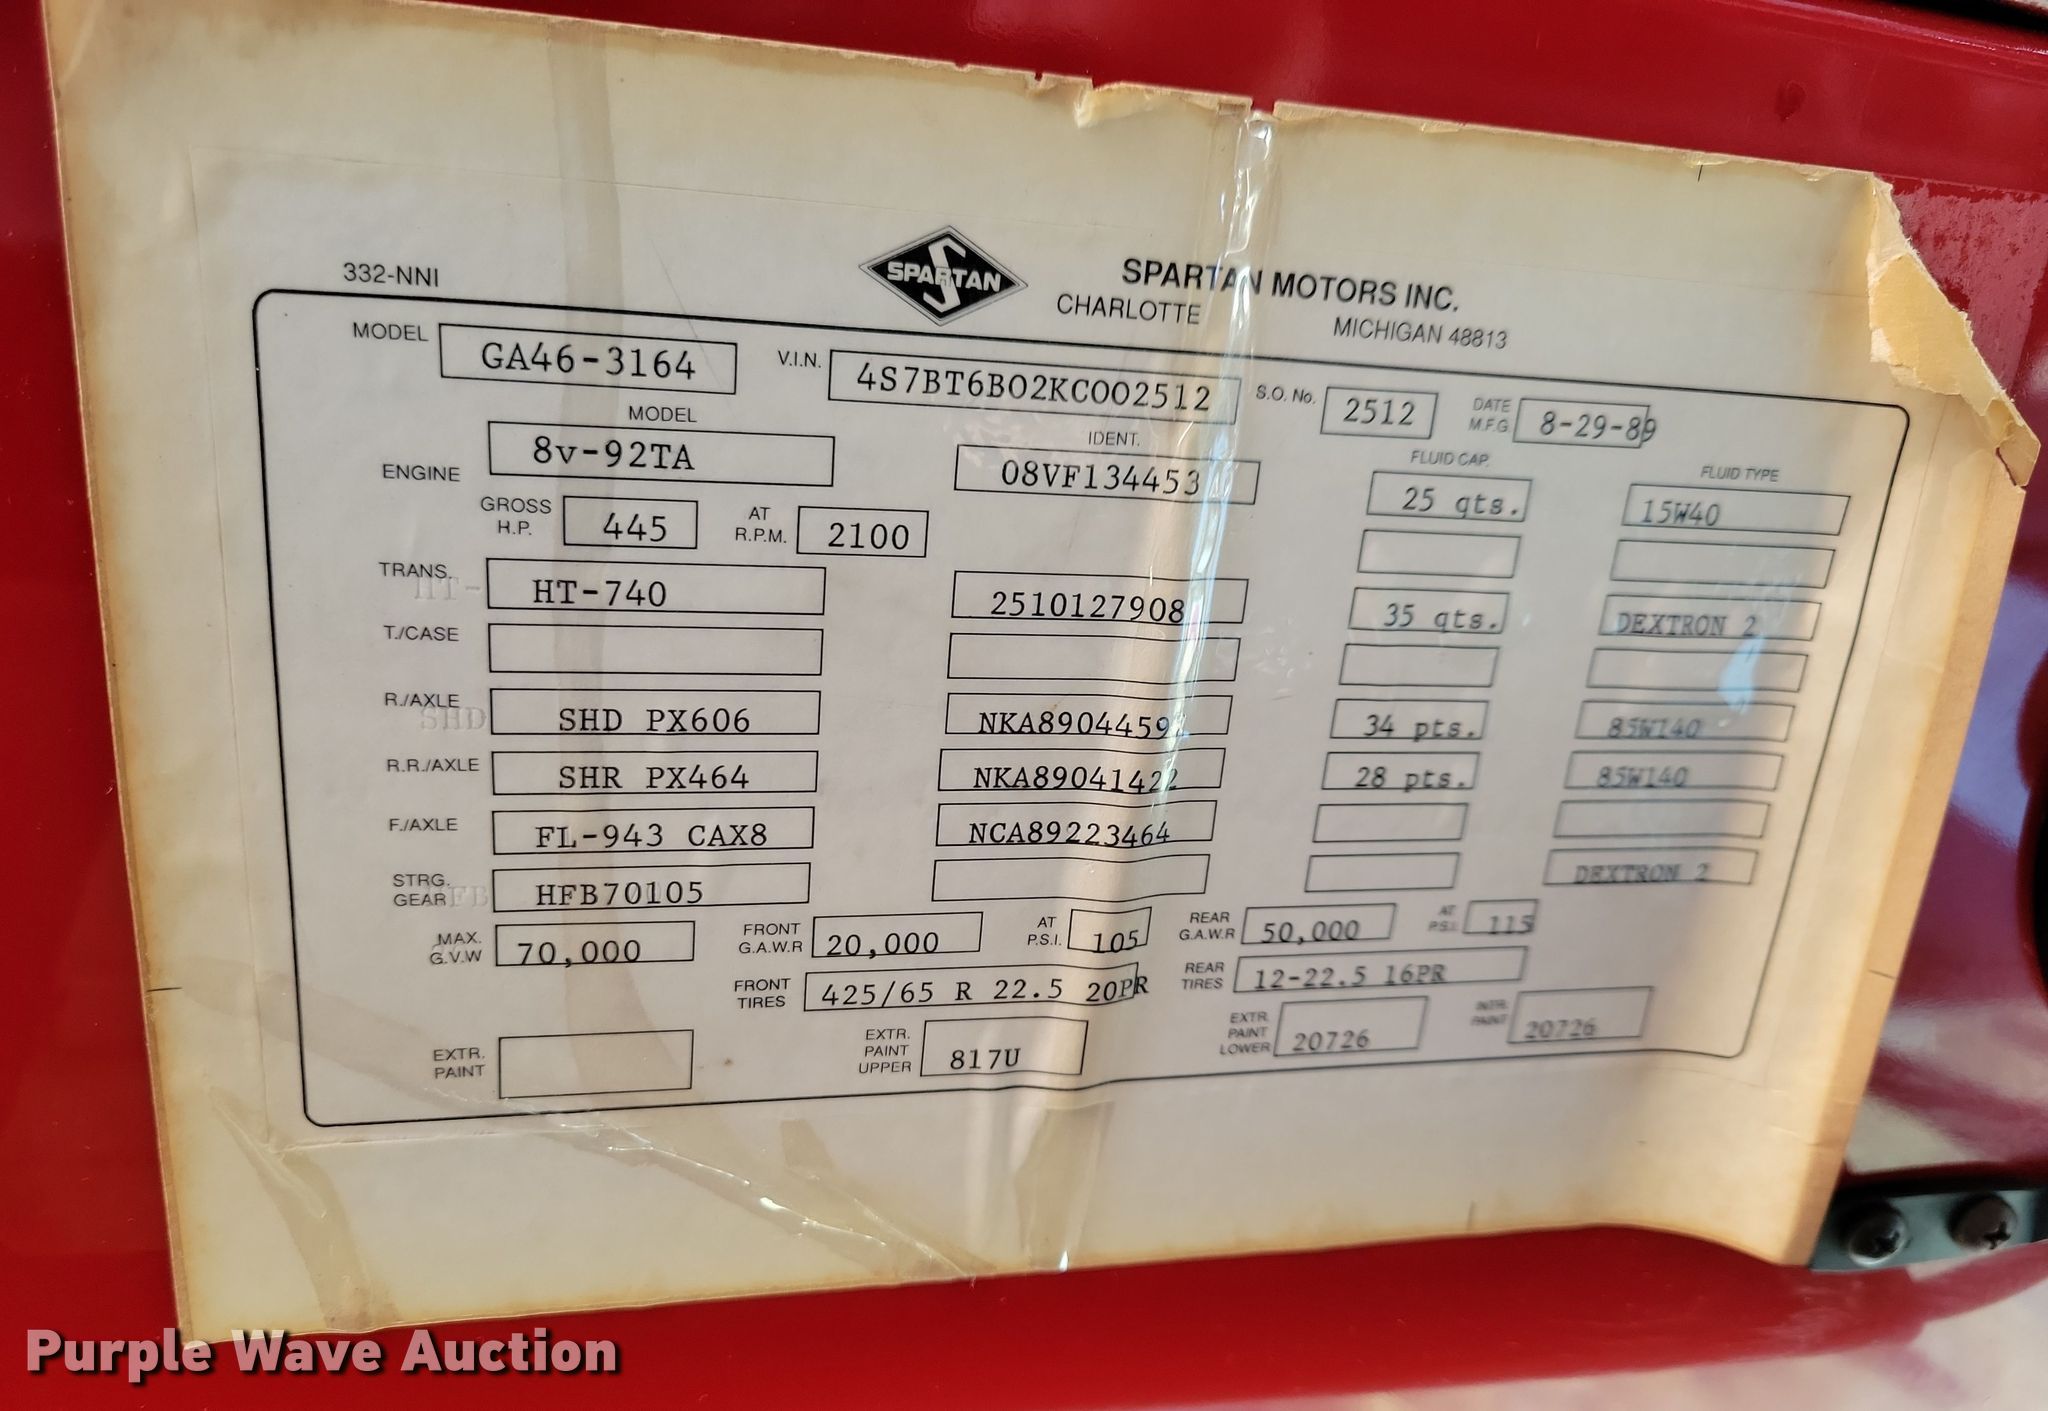 332-NNI
SPARTAN
SPARTAN MOTORS INC.
CHARLOTTE MICHIGAN 48813
MODEL GA46-3164 V.I.N. 4S7BT6B02KC002512 S.O. No. 2512 DATE M.F.G. 8-29-89
MODEL IDENT. FLUID CAP. FLUID TYPE
ENGINE 8v-92TA 08VF134453 25 qts. 15W40
GROSS H.P. 445 AT R.P.M. 2100
TRANS. HT- HT-740 2510127908 35 qts. DEXTRON 2
T./CASE
R./AXLE SHD SHD PX606 34 pts. 85W140
R.R./AXLE SHR PX464 NKA89041422 28 pts. 85W140
F./AXLE FL-943 CAX8 NCA89223464
STRG. GEAR HFB HFB70105 DEXTRON 2
MAX. G.V.W 70,000 FRONT G.A.W.R 20,000 AT P.S.I. 105 REAR G.A.W.R 50,000 AT P.S.I. 115
FRONT TIRES 425/65 R 22.5 20PR REAR TIRES 12-22.5 16PR
EXTR. PAINT EXTR. PAINT UPPER 817U EXTR. PAINT LOWER 20726 INTR. PAINT 20726
Purple Wave Auction